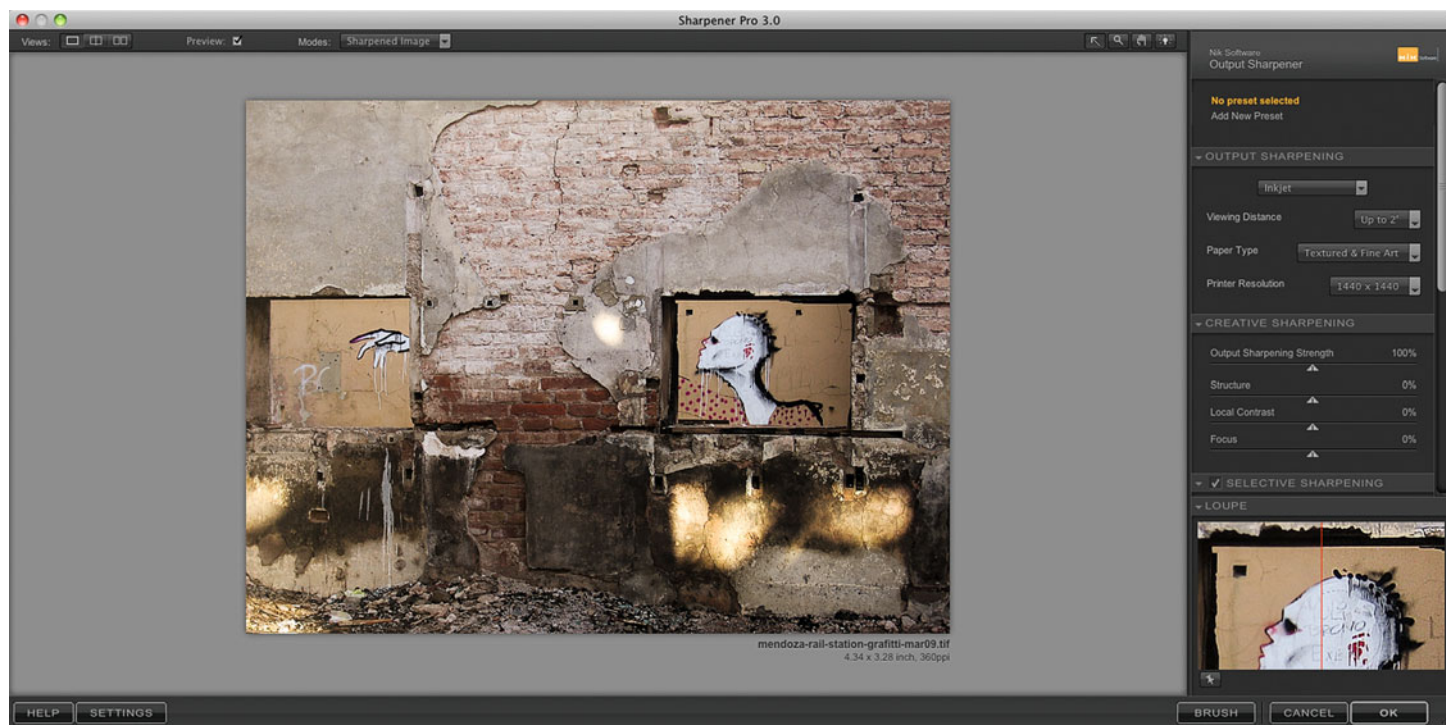 Sharpener Pro 3.0
Views:
Preview:
Modes: Sharpened Image
Nik Software
Output Sharpener
nik Software
No preset selected
Add New Preset
OUTPUT SHARPENING
Inkjet
Viewing Distance Up to 2'
Paper Type Textured & Fine Art
Printer Resolution 1440 x 1440
CREATIVE SHARPENING
Output Sharpening Strength 100%
Structure 0%
Local Contrast 0%
Focus 0%
SELECTIVE SHARPENING
LOUPE
mendoza-rail-station-grafitti-mar09.tif
4.34 x 3.28 inch, 360ppi
HELP SETTINGS BRUSH CANCEL OK